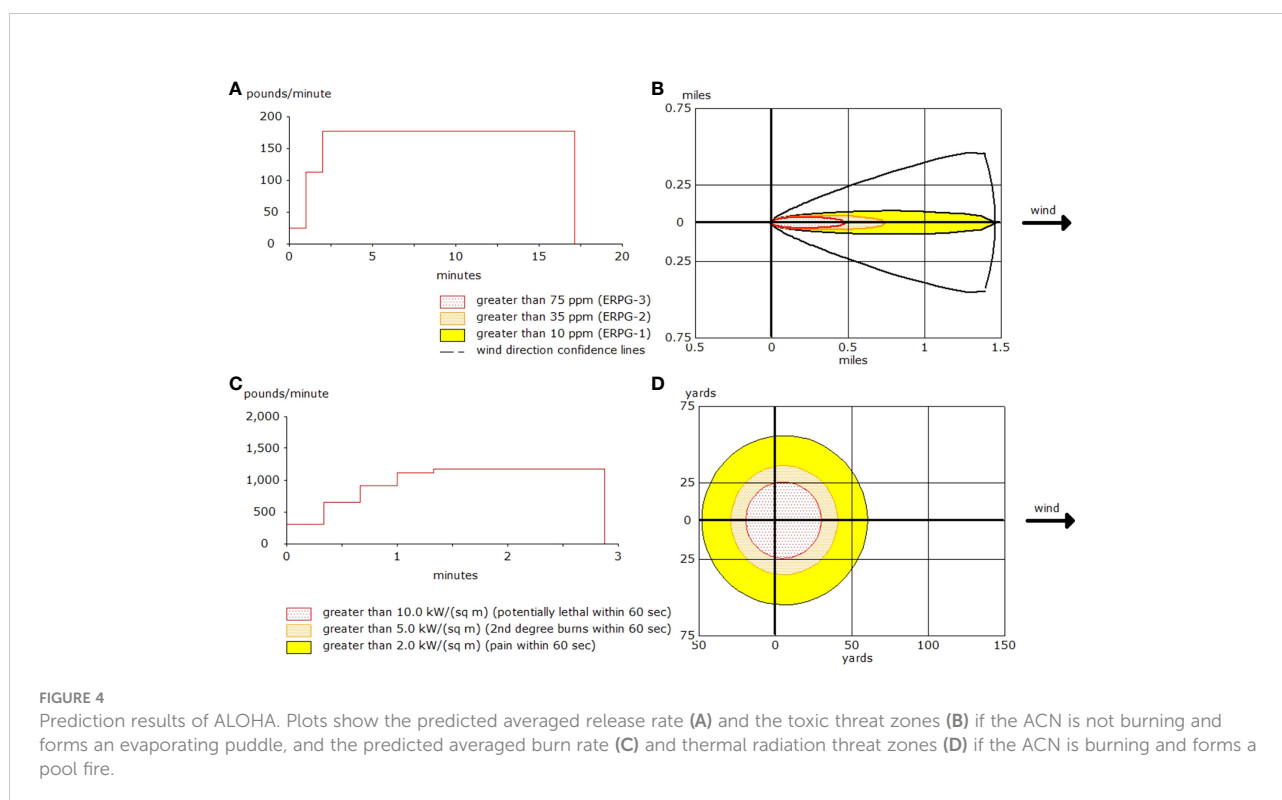 A
pounds/minute
200
150
100
50
0
0 5 10 15 20
minutes
B
miles
0.75
0.25
0
0.25
0.75
0.5 0 0.5 1 1.5
miles
wind
greater than 75 ppm (ERPG-3)
greater than 35 ppm (ERPG-2)
greater than 10 ppm (ERPG-1)
wind direction confidence lines
C
pounds/minute
2,000
1,500
1,000
500
0
0 1 2 3
minutes
D
yards
75
25
0
25
75
50 0 50 100 150
yards
wind
greater than 10.0 kW/(sq m) (potentially lethal within 60 sec)
greater than 5.0 kW/(sq m) (2nd degree burns within 60 sec)
greater than 2.0 kW/(sq m) (pain within 60 sec)
FIGURE 4
Prediction results of ALOHA. Plots show the predicted averaged release rate (A) and the toxic threat zones (B) if the ACN is not burning and
forms an evaporating puddle, and the predicted averaged burn rate (C) and thermal radiation threat zones (D) if the ACN is burning and forms a
pool fire.